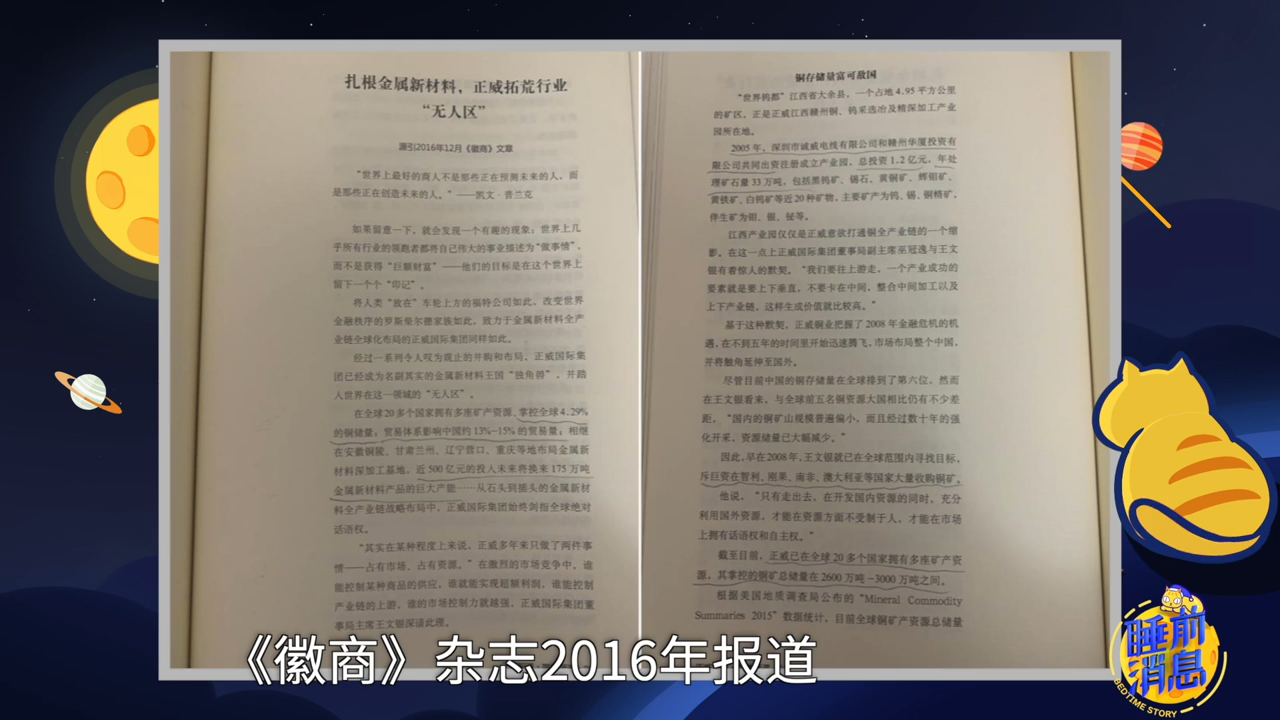 扎根金属新材料，正威拓荒行业
“无人区”
源引2016年12月《徽商》文章
“世界上最好的商人不是那些正在预测未来的人，而
是那些正在创造未来的人。”——凯文·普兰克
如果留意一下，就会发现一个有趣的现象：世界上几
乎所有行业的领跑者都将自己伟大的事业描述为“做事情”，
而不是获得“巨额财富”——他们的目标是在这个世界上
留下一个个“印记”。
将人类“放在”车轮上方的福特公司如此，改变世界
金融秩序的罗斯柴尔德家族如此，致力于金属新材料全产
业链全球化布局的正威国际集团同样如此。
经过一系列令人叹为观止的并购和布局，正威国际集
团已经成为名副其实的金属新材料王国“独角兽”，并踏
入世界在这一领域的“无人区”。
在全球20多个国家拥有多座矿产资源、掌控全球4.29%
的铜储量；贸易体系影响中国约13%-15%的贸易量；相继
在安徽铜陵、甘肃兰州、辽宁营口、重庆等地布局金属新
材料深加工基地，近500亿元的投入未来将换来175万吨
金属新材料产品的巨大产能……从石头到插头的金属新材
料全产业链战略布局中，正威国际集团始终剑指全球绝对
话语权。
“其实在某种程度上来说，正威多年来只做了两件事
情——占有市场、占有资源。”在激烈的市场竞争中，谁
能控制某种商品的供应，谁就能实现超额利润，谁能控制
产业链的上游，谁的市场控制力就越强，正威国际集团董
事局主席王文银深谙此理。
铜存储量富可敌国
“世界钨都”江西省大余县，一个占地4.95平方公里
的矿区，正是正威江西赣州铜、钨采选冶及精深加工产业
园所在地。
2005年，深圳市诚威电线有限公司和赣州华厦投资有
限公司共同出资注册成立产业园，总投资1.2亿元，年处
理矿石量33万吨，包括黑钨矿、锡石、黄铜矿、辉钼矿、
黄铁矿、白钨矿等近20种矿物，主要矿产为钨、锡、铜精矿，
伴生矿为钼、银、铋等。
江西产业园仅仅是正威意欲打通铜全产业链的一个缩
影。在这一点上正威国际集团董事局副主席巫冠逸与王文
银有着惊人的默契。“我们要往上游走，一个产业成功的
要素就是要上下垂直，不要卡在中间，整合中间加工以及
上下产业链，这样生成价值就比较高。”
基于这种默契，正威铜业把握了2008年金融危机的机
遇，在不到五年的时间里开始迅速腾飞，市场布局整个中国，
并将触角延伸至国外。
尽管目前中国的铜存储量在全球排到了第六位，然而
在王文银看来，与全球前五名铜资源大国相比仍有不少差
距。“国内的铜矿山规模普遍偏小，而且经过数十年的强
化开采，资源储量已大幅减少。”
因此，早在2008年，王文银就已在全球范围内寻找目标，
斥巨资在智利、刚果、南非、澳大利亚等国家大量收购铜矿。
他说，“只有走出去，在开发国内资源的同时，充分
利用国外资源，才能在资源方面不受制于人，才能在市场
上拥有话语权和自主权。”
截至目前，正威已在全球20多个国家拥有多座矿产资
源，其掌控的铜矿总储量在2600万吨-3000万吨之间。
根据美国地质调查局公布的“Mineral Commodity
Summaries 2015”数据统计，目前全球铜矿产资源总储量
《徽商》杂志2016年报道
睡前
消息
BEDTIME STORY